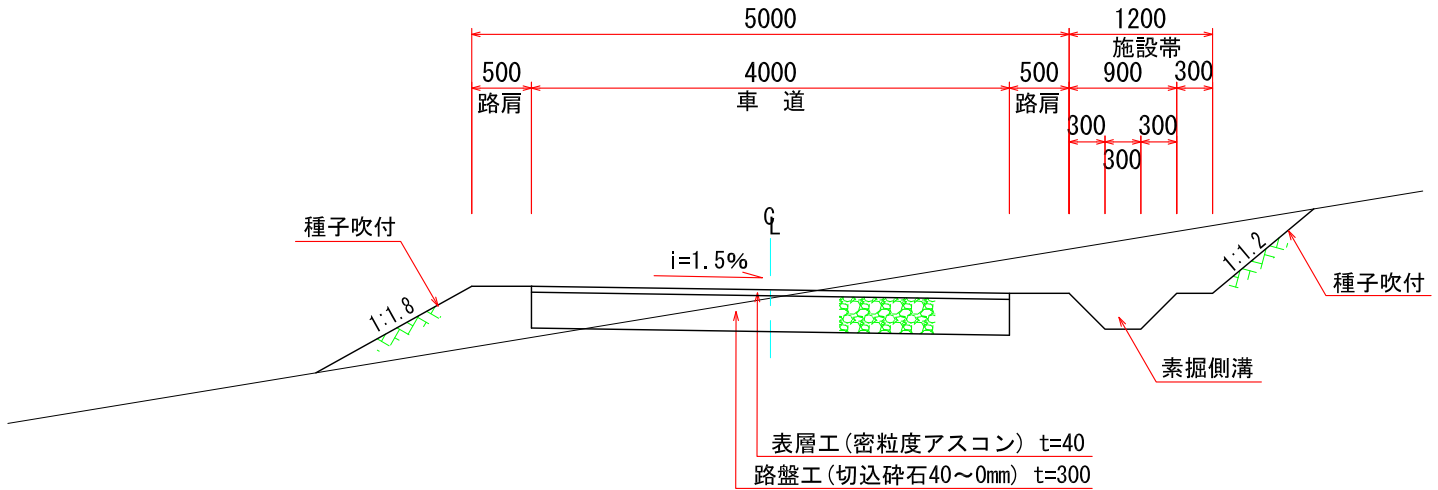 5000
1200
施設帯
500
4000
500
900
300
路肩
車 道
路肩
300
300
300
種子吹付
CL
i=1.5%
1:1.2
種子吹付
1:1.8
素掘側溝
表層工(密粒度アスコン) t=40
路盤工(切込砕石40～0mm) t=300